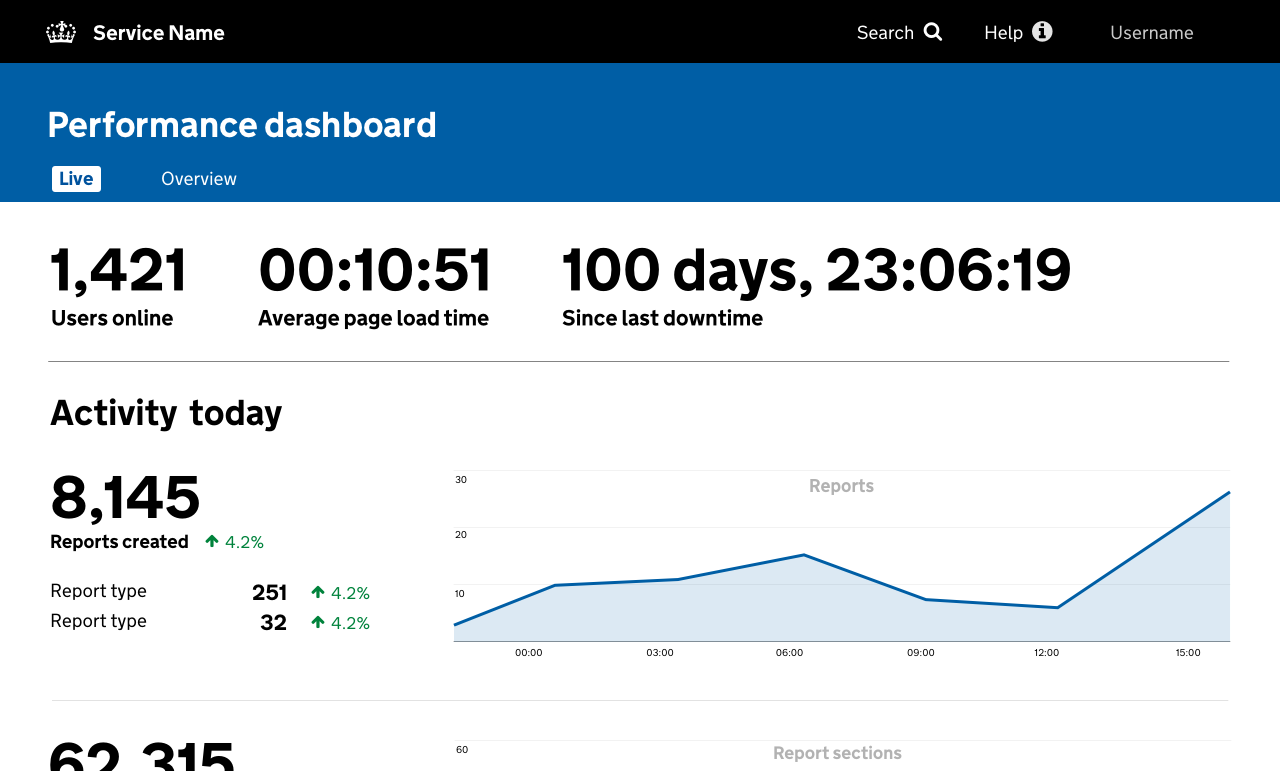 Service Name
Search
Help
Username
Performance dashboard
Live
Overview
1,421
00:10:51
100 days, 23:06:19
Users online
Average page load time
Since last downtime
Activity today
8,145
Reports created
4.2%
Report type
251
4.2%
Report type
32
4.2%
Reports
30
20
10
00:00
03:00
06:00
09:00
12:00
15:00
62,315
60
Report sections